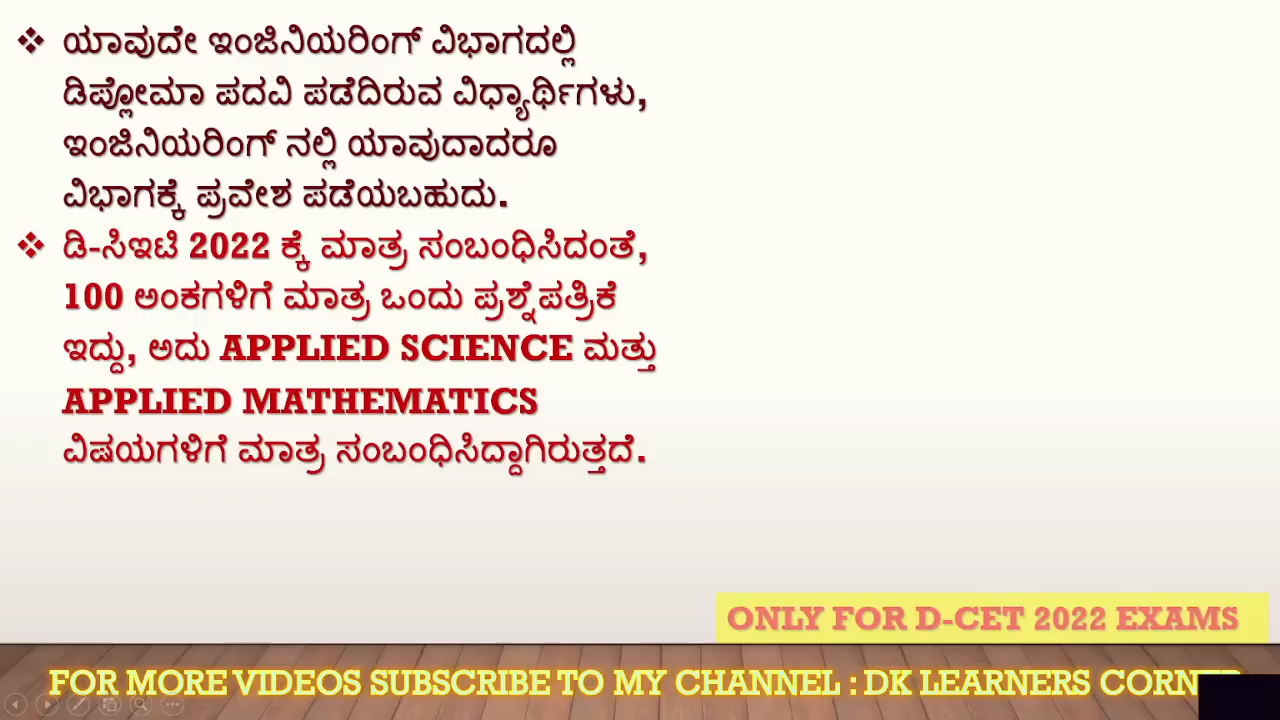 ❖ ಯಾವುದೇ ಇಂಜಿನಿಯರಿಂಗ್ ವಿಭಾಗದಲ್ಲಿ
ಡಿಪ್ಲೋಮಾ ಪದವಿ ಪಡೆದಿರುವ ವಿಧ್ಯಾರ್ಥಿಗಳು,
ಇಂಜಿನಿಯರಿಂಗ್ ನಲ್ಲಿ ಯಾವುದಾದರೂ
ವಿಭಾಗಕ್ಕೆ ಪ್ರವೇಶ ಪಡೆಯಬಹುದು.
❖ ಡಿ-ಸಿಇಟಿ 2022 ಕ್ಕೆ ಮಾತ್ರ ಸಂಬಂಧಿಸಿದಂತೆ,
100 ಅಂಕಗಳಿಗೆ ಮಾತ್ರ ಒಂದು ಪ್ರಶ್ನೆಪತ್ರಿಕೆ
ಇದ್ದು, ಅದು APPLIED SCIENCE ಮತ್ತು
APPLIED MATHEMATICS
ವಿಷಯಗಳಿಗೆ ಮಾತ್ರ ಸಂಬಂಧಿಸಿದ್ದಾಗಿರುತ್ತದೆ.
ONLY FOR D-CET 2022 EXAMS
FOR MORE VIDEOS SUBSCRIBE TO MY CHANNEL : DK LEARNERS CORNER